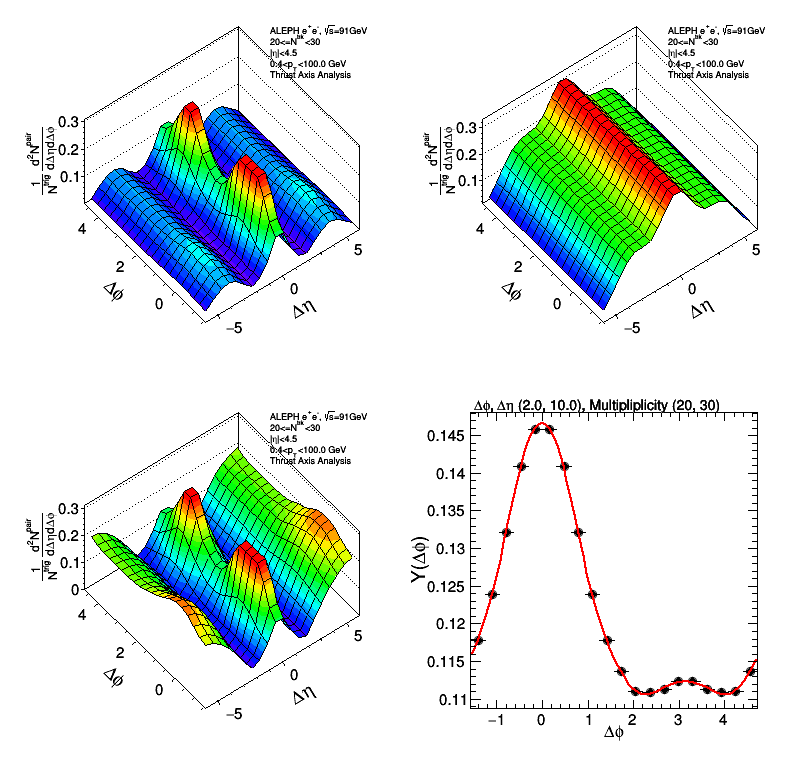 ALEPH e⁺e⁻, √s=91GeV
20<=N^trk<30
|η|<4.5
0.4<p_T<100.0 GeV
Thrust Axis Analysis
1/N^trig d²N^pair/dΔηdΔφ
0.3
0.2
0.1
4
2
0
Δφ
−5
0
5
Δη
ALEPH e⁺e⁻, √s=91GeV
20<=N^trk<30
|η|<4.5
0.4<p_T<100.0 GeV
Thrust Axis Analysis
1/N^trig d²N^pair/dΔηdΔφ
0.3
0.2
0.1
4
2
0
Δφ
−5
0
5
Δη
ALEPH e⁺e⁻, √s=91GeV
20<=N^trk<30
|η|<4.5
0.4<p_T<100.0 GeV
Thrust Axis Analysis
1/N^trig d²N^pair/dΔηdΔφ
0.3
0.2
0.1
0
4
2
0
Δφ
−5
0
5
Δη
Δφ, Δη (2.0, 10.0), Multipliplicity (20, 30)
Y(Δφ)
0.145
0.14
0.135
0.13
0.125
0.12
0.115
0.11
−1 0 1 2 3 4
Δφ